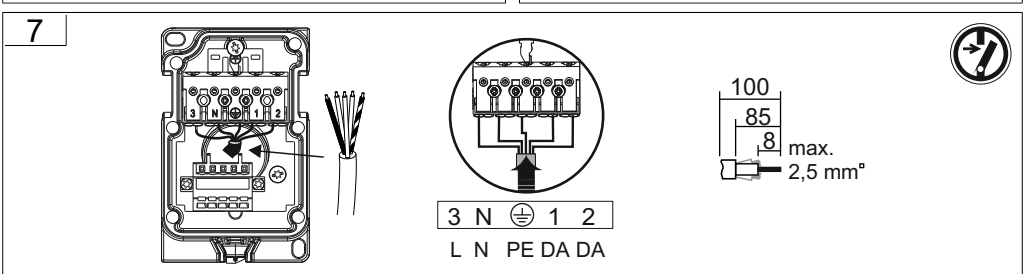 7
3 N ⏚ 1 2
3 N ⏚ 1 2
L N PE DA DA
100
85
8 max.
2,5 mm²